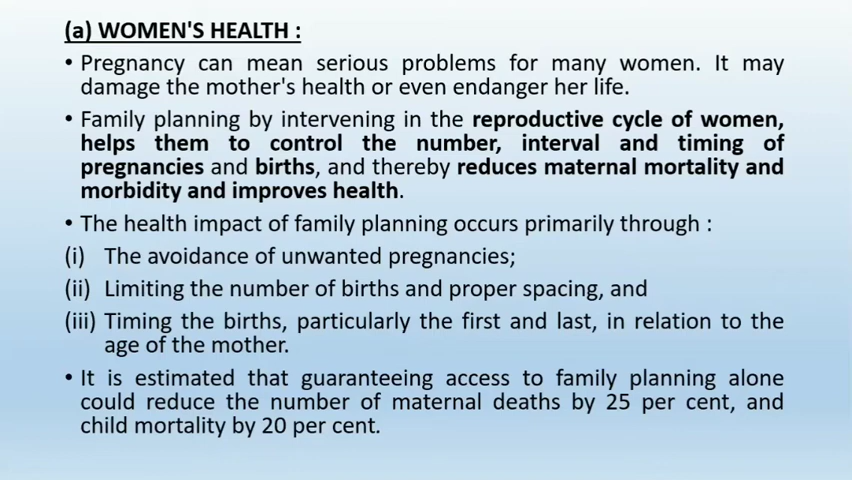 (a) WOMEN'S HEALTH :
• Pregnancy can mean serious problems for many women. It may
damage the mother's health or even endanger her life.
• Family planning by intervening in the reproductive cycle of women,
helps them to control the number, interval and timing of
pregnancies and births, and thereby reduces maternal mortality and
morbidity and improves health.
• The health impact of family planning occurs primarily through :
(i) The avoidance of unwanted pregnancies;
(ii) Limiting the number of births and proper spacing, and
(iii) Timing the births, particularly the first and last, in relation to the
age of the mother.
• It is estimated that guaranteeing access to family planning alone
could reduce the number of maternal deaths by 25 per cent, and
child mortality by 20 per cent.